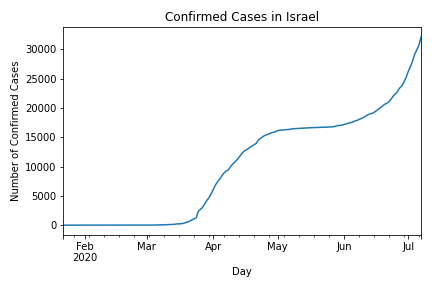 Confirmed Cases in Israel
30000
25000
20000
15000
10000
5000
0
Number of Confirmed Cases
Feb
2020
Mar
Apr
May
Jun
Jul
Day